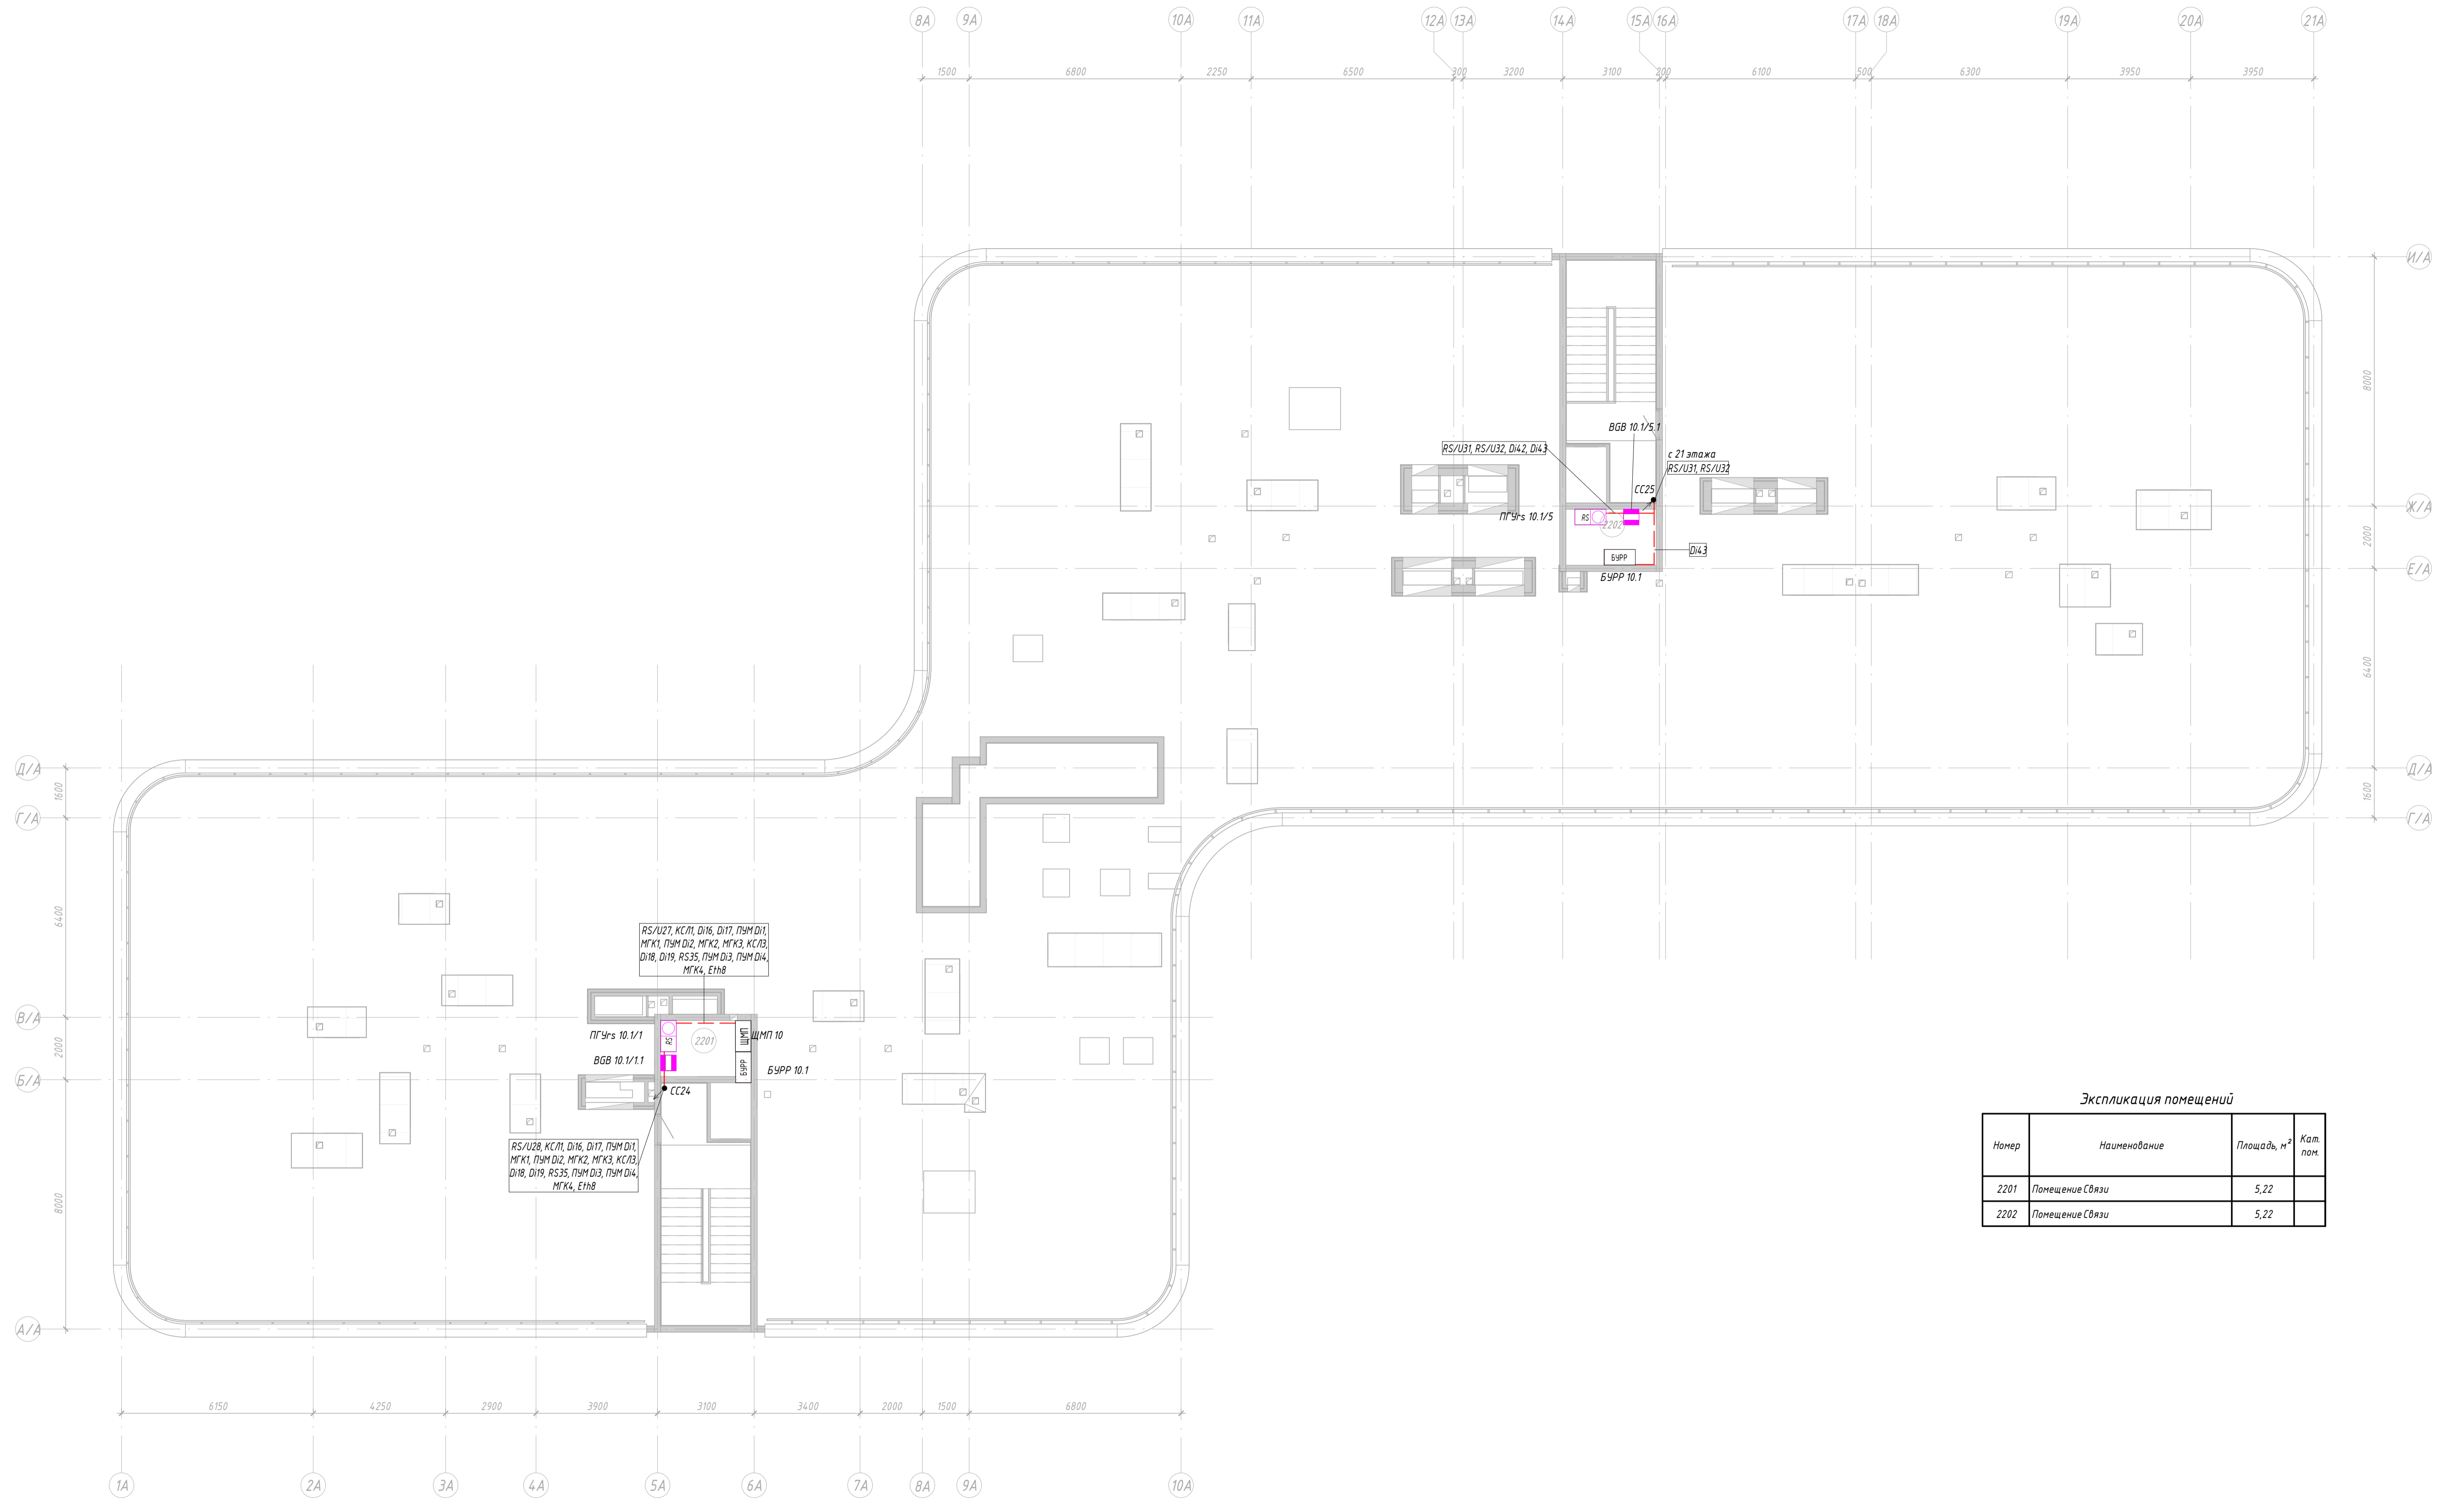 8А 9А 10А 11А 12А 13А 14А 15А 16А 17А 18А 19А 20А 21А
1500 6800 2250 6500 300 3200 3100 200 6100 500 6300 3950 3950
И/А
8000
BGB 10.1/5.1
RS/U31, RS/U32, Di42, Di43
с 21 этажа
RS/U31, RS/U32
СС25
Ж/А
ПГУrs 10.1/5
RS
2202
2000
Di43
БУРР
БУРР 10.1
Е/А
6400
Д/А
Д/А
1600
1600
Г/А
Г/А
6400
RS/U27, КСЛ1, Di16, Di17, ПУМ Di1,
МГК1, ПУМ Di2, МГК2, МГК3, КСЛ3,
Di18, Di19, RS35, ПУМ Di3, ПУМ Di4,
МГК4, Eth8
В/А
ПГУrs 10.1/1
RS
2201
ЩМП
ЩМП 10
2000
BGB 10.1/1.1
БУРР
БУРР 10.1
Б/А
СС24
RS/U28, КСЛ1, Di16, Di17, ПУМ Di1,
МГК1, ПУМ Di2, МГК2, МГК3, КСЛ3,
Di18, Di19, RS35, ПУМ Di3, ПУМ Di4,
МГК4, Eth8
8000
А/А
Экспликация помещений
Номер Наименование Площадь, м² Кат. пом.
2201 Помещение Связи 5,22
2202 Помещение Связи 5,22
6150 4250 2900 3900 3100 3400 2000 1500 6800
1А 2А 3А 4А 5А 6А 7А 8А 9А 10А